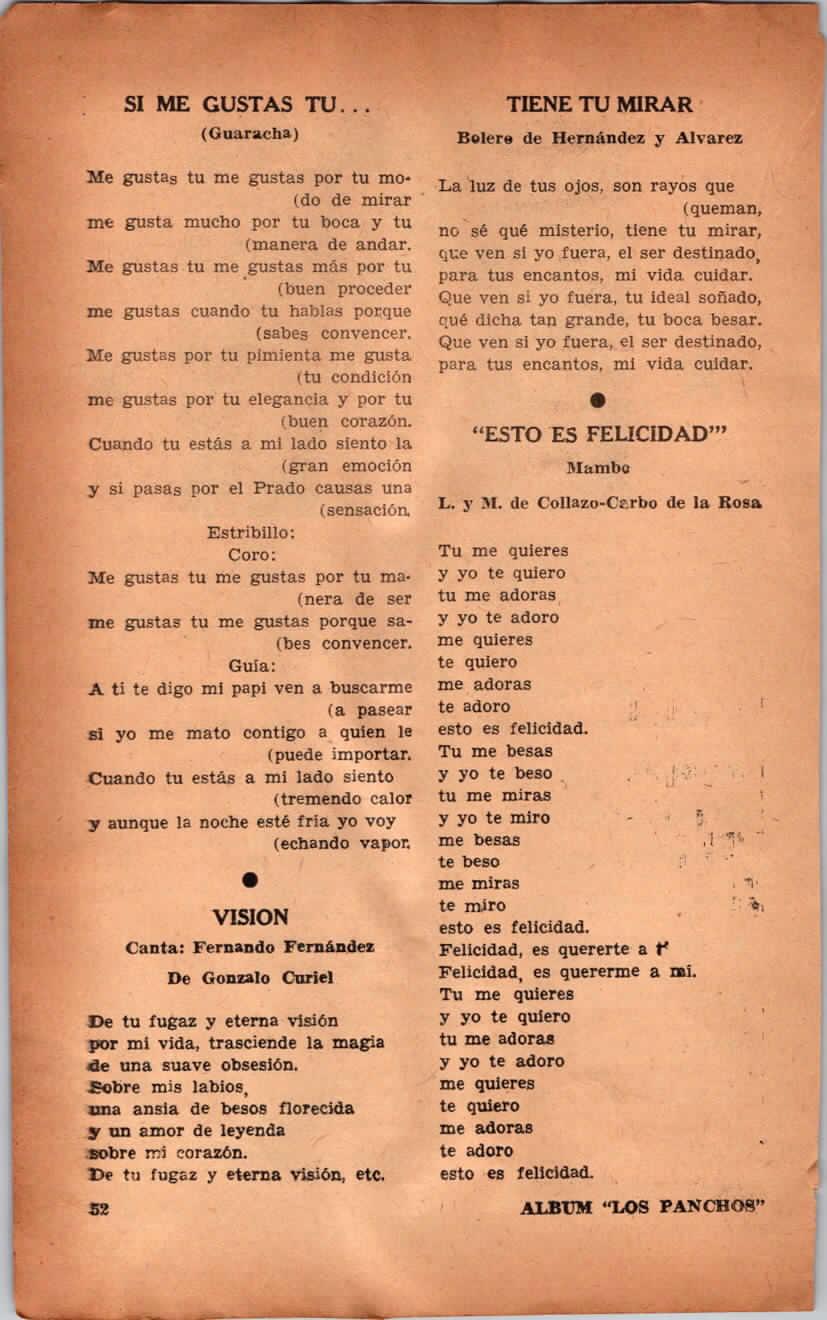 SI ME GUSTAS TU...
(Guaracha)
Me gustas tu me gustas por tu mo-
(do de mirar
me gusta mucho por tu boca y tu
(manera de andar.
Me gustas tu me gustas más por tu
(buen proceder
me gustas cuando tu hablas porque
(sabes convencer.
Me gustas por tu pimienta me gusta
(tu condición
me gustas por tu elegancia y por tu
(buen corazón.
Cuando tu estás a mi lado siento la
(gran emoción
y si pasas por el Prado causas una
(sensación.
Estribillo:
Coro:
Me gustas tu me gustas por tu ma-
(nera de ser
me gustas tu me gustas porque sa-
(bes convencer.
Guía:
A ti te digo mi papi ven a buscarme
(a pasear
si yo me mato contigo a quien le
(puede importar.
Cuando tu estás a mi lado siento
(tremendo calor
y aunque la noche esté fría yo voy
(echando vapor.
VISION
Canta: Fernando Fernández
De Gonzalo Curiel
De tu fugaz y eterna visión
por mi vida, trasciende la magia
de una suave obsesión.
Sobre mis labios,
una ansia de besos florecida
y un amor de leyenda
sobre mi corazón.
De tu fugaz y eterna visión, etc.
52
TIENE TU MIRAR
Bolero de Hernández y Alvarez
La luz de tus ojos, son rayos que
(queman,
no sé qué misterio, tiene tu mirar,
que ven si yo fuera, el ser destinado,
para tus encantos, mi vida cuidar.
Que ven si yo fuera, tu ideal soñado,
qué dicha tan grande, tu boca besar.
Que ven si yo fuera, el ser destinado,
para tus encantos, mi vida cuidar.
"ESTO ES FELICIDAD"'
Mambo
L. y M. de Collazo-Carbo de la Rosa
Tu me quieres
y yo te quiero
tu me adoras
y yo te adoro
me quieres
te quiero
me adoras
te adoro
esto es felicidad.
Tu me besas
y yo te beso
tu me miras
y yo te miro
me besas
te beso
me miras
te miro
esto es felicidad.
Felicidad, es quererte a
Felicidad, es quererme a mí.
Tu me quieres
y yo te quiero
tu me adoras
y yo te adoro
me quieres
te quiero
me adoras
te adoro
esto es felicidad.
ALBUM "LOS PANCHOS"